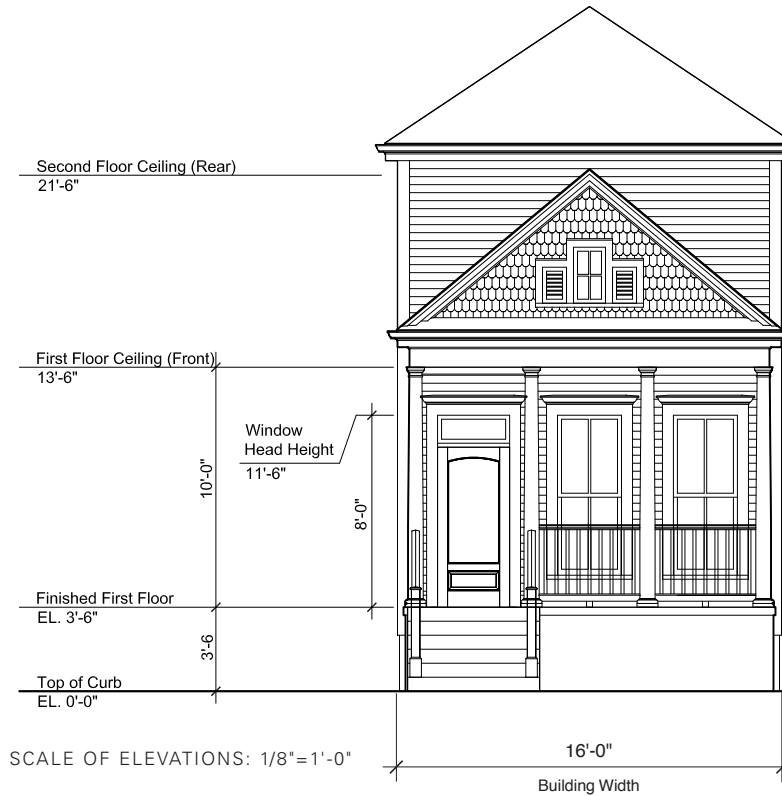 Second Floor Ceiling (Rear)
21'-6"
First Floor Ceiling (Front)
13'-6"
Window
Head Height
11'-6"
10'-0"
8'-0"
Finished First Floor
EL. 3'-6"
3'-6
Top of Curb
EL. 0'-0"
SCALE OF ELEVATIONS: 1/8"=1'-0"
16'-0"
Building Width